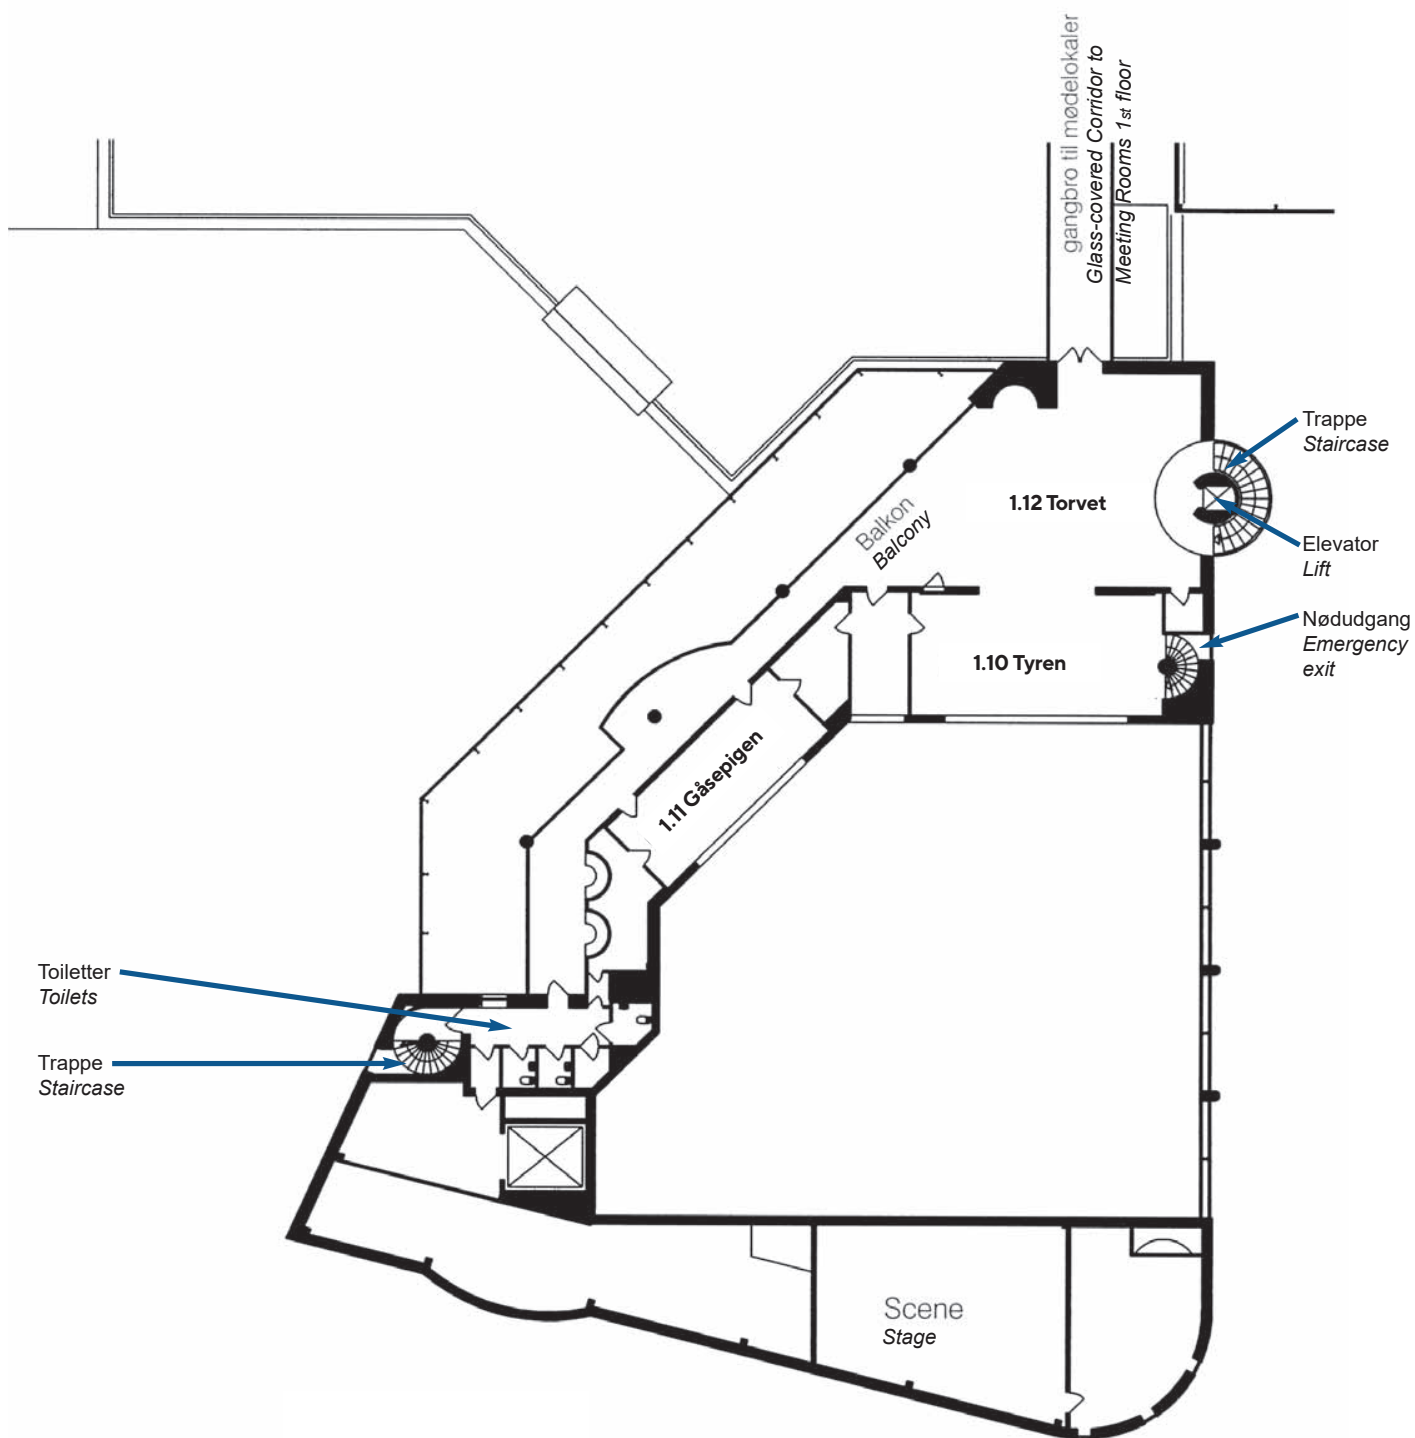 gangbro til mødelokaler
Glass-covered Corridor to
Meeting Rooms 1st floor
Trappe
Staircase
1.12 Torvet
Balkon
Balcony
Elevator
Lift
Nødudgang
Emergency
exit
1.10 Tyren
1.11 Gåsepigen
Toiletter
Toilets
Trappe
Staircase
Scene
Stage